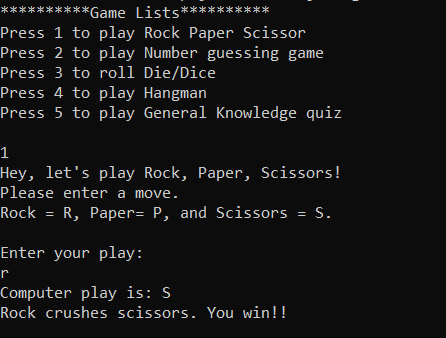 **********Game Lists**********
Press 1 to play Rock Paper Scissor
Press 2 to play Number guessing game
Press 3 to roll Die/Dice
Press 4 to play Hangman
Press 5 to play General Knowledge quiz
1
Hey, let's play Rock, Paper, Scissors!
Please enter a move.
Rock = R, Paper= P, and Scissors = S.
Enter your play:
r
Computer play is: S
Rock crushes scissors. You win!!